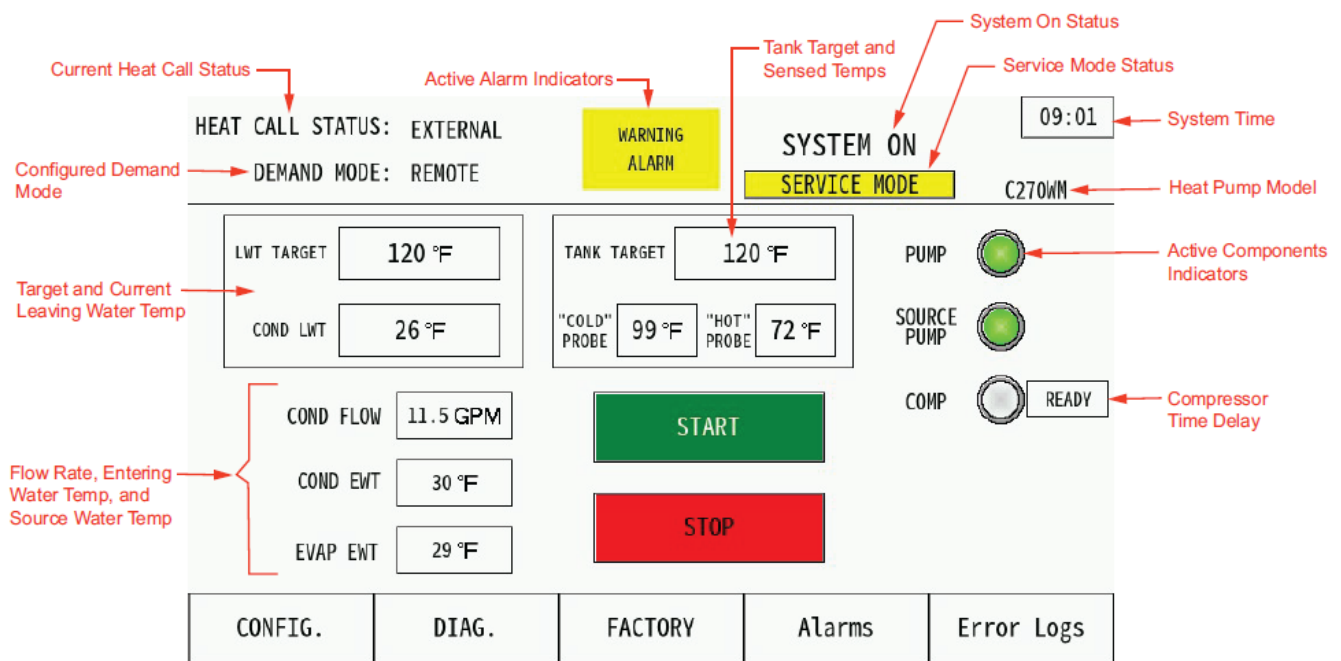 System On Status
Tank Target and
Sensed Temps
Current Heat Call Status
Active Alarm Indicators
Service Mode Status
HEAT CALL STATUS: EXTERNAL
WARNING
ALARM
SYSTEM ON
09:01
System Time
Configured Demand
Mode
DEMAND MODE: REMOTE
SERVICE MODE
C270WM
Heat Pump Model
LWT TARGET 120 °F
TANK TARGET 120 °F
PUMP
Active Components
Indicators
Target and Current
Leaving Water Temp
COND LWT 26 °F
"COLD"
PROBE
99 °F
"HOT"
PROBE
72 °F
SOURCE
PUMP
COND FLOW 11.5 GPM
START
COMP
READY
Compressor
Time Delay
Flow Rate, Entering
Water Temp, and
Source Water Temp
COND EWT 30 °F
STOP
EVAP EWT 29 °F
CONFIG. DIAG. FACTORY Alarms Error Logs